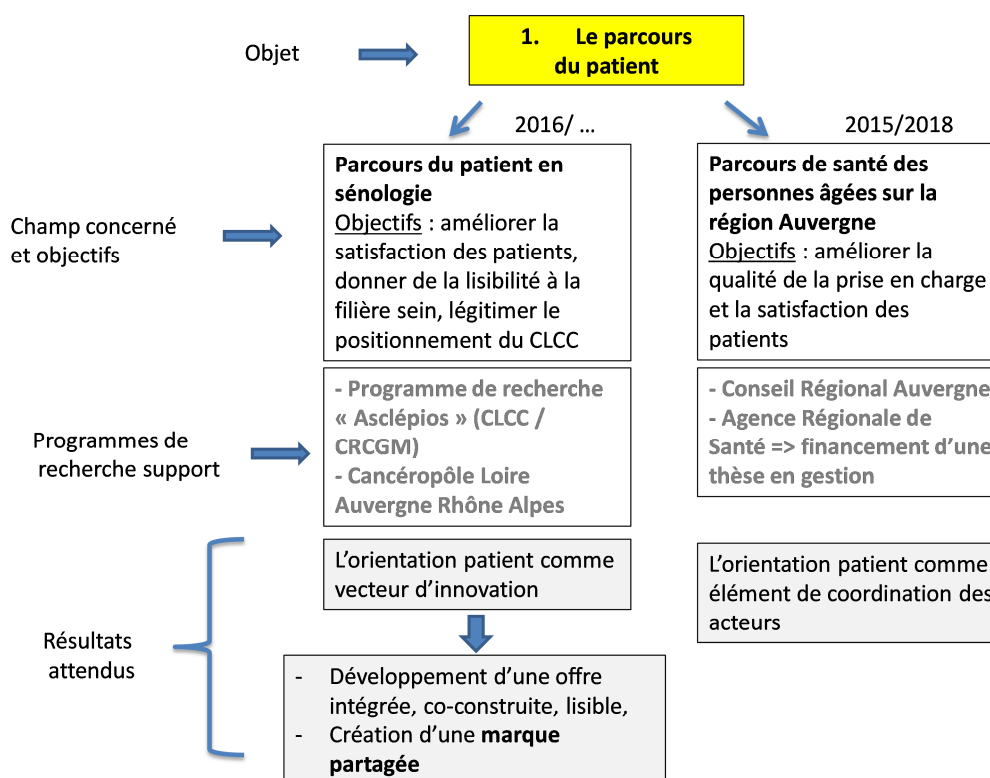 Objet
1. Le parcours
du patient
2016/ ...
2015/2018
Champ concerné
et objectifs
Parcours du patient en
sénologie
Objectifs : améliorer la
satisfaction des patients,
donner de la lisibilité à la
filière sein, légitimer le
positionnement du CLCC
Parcours de santé des
personnes âgées sur la
région Auvergne
Objectifs : améliorer la
qualité de la prise en charge
et la satisfaction des
patients
Programmes de
recherche support
- Programme de recherche
« Asclépios » (CLCC /
CRCGM)
- Cancéropôle Loire
Auvergne Rhône Alpes
- Conseil Régional Auvergne
- Agence Régionale de
Santé => financement d’une
thèse en gestion
Résultats
attendus
L’orientation patient comme
vecteur d’innovation
L’orientation patient comme
élément de coordination des
acteurs
- Développement d’une offre
intégrée, co-construite, lisible,
- Création d’une marque
partagée